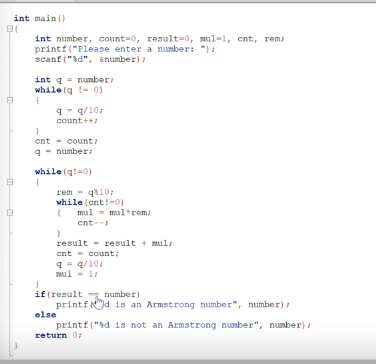 int main()
{
int number, count=0, result=0, mul=1, cnt, rem;
printf("Please enter a number: ");
scanf("%d", &number);
int q = number;
while(q != 0)
{
q = q/10;
count++;
}
cnt = count;
q = number;
while(q!=0)
{
rem = q%10;
while(cnt!=0)
{ mul = mul*rem;
cnt--;
}
result = result + mul;
cnt = count;
q = q/10;
mul = 1;
}
if(result == number)
printf("%d is an Armstrong number", number);
else
printf("%d is not an Armstrong number", number);
return 0;
}